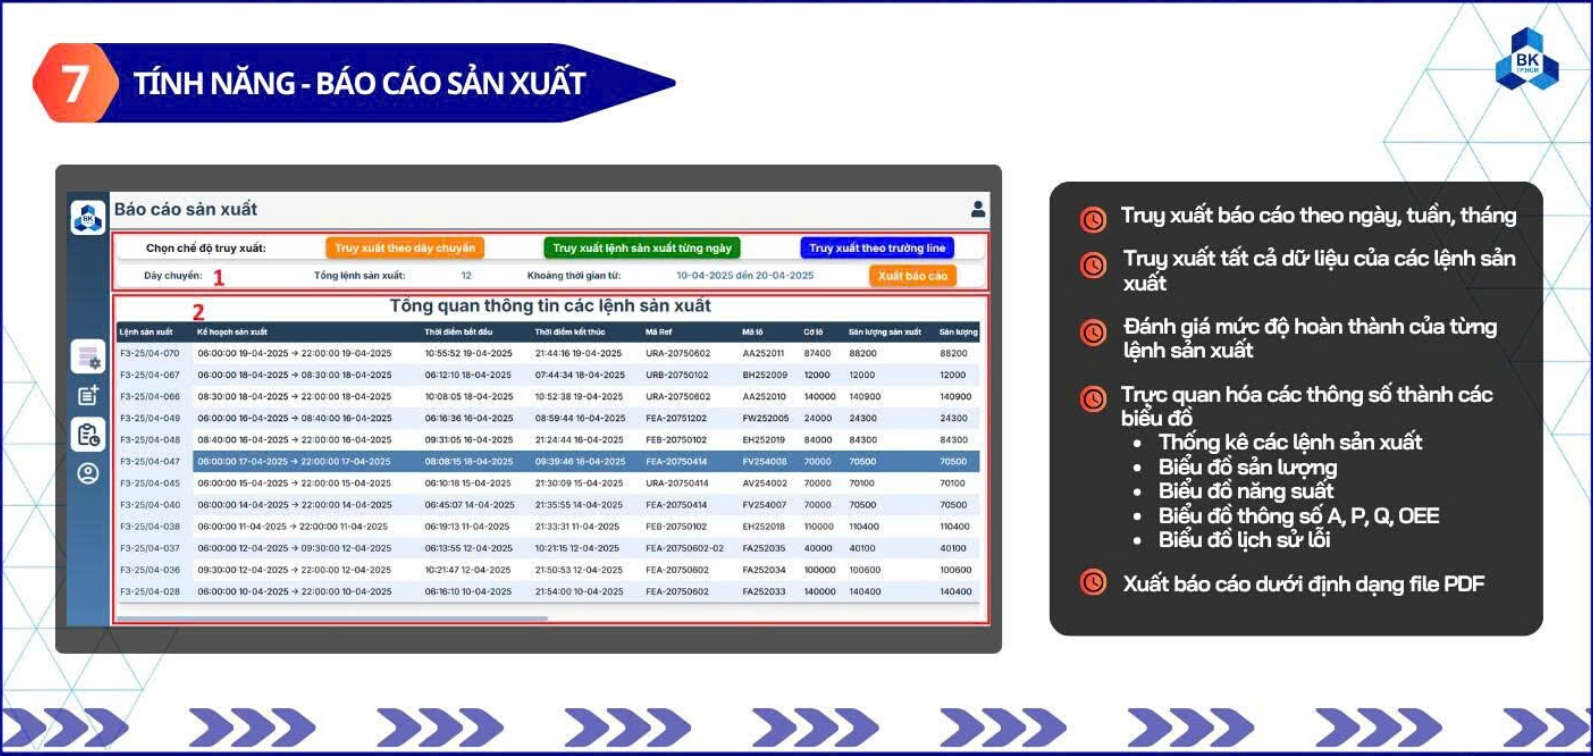 7
TÍNH NĂNG - BÁO CÁO SẢN XUẤT
BK
TP.HCM
BK
Báo cáo sản xuất
Chọn chế độ truy xuất: Truy xuất theo dây chuyền Truy xuất lệnh sản xuất từng ngày Truy xuất theo trưởng line
Dây chuyền: 1 Tổng lệnh sản xuất: 12 Khoảng thời gian từ: 10-04-2025 đến 20-04-2025 Xuất báo cáo
2
Tổng quan thông tin các lệnh sản xuất
Lệnh sản xuất Kế hoạch sản xuất Thời điểm bắt đầu Thời điểm kết thúc Mã Ref Mã lô Cỡ lô Sản lượng sản xuất Sản lượng
F3-25/04-070 06:00:00 19-04-2025 → 22:00:00 19-04-2025 10:55:52 19-04-2025 21:44:16 19-04-2025 URA-20750602 AA252011 87400 88200 88200
F3-25/04-067 06:00:00 18-04-2025 → 08:30:00 18-04-2025 06:12:10 18-04-2025 07:44:34 18-04-2025 URB-20750102 BH252009 12000 12000 12000
F3-25/04-066 08:30:00 18-04-2025 → 22:00:00 18-04-2025 10:08:05 18-04-2025 10:52:38 19-04-2025 URA-20750602 AA252010 140000 140900 140900
F3-25/04-049 06:00:00 16-04-2025 → 08:40:00 16-04-2025 06:16:36 16-04-2025 08:59:44 16-04-2025 FEA-20751202 FW252005 24000 24300 24300
F3-25/04-048 08:40:00 16-04-2025 → 22:00:00 16-04-2025 09:31:05 16-04-2025 21:24:44 16-04-2025 FEB-20750102 EH252019 84000 84300 84300
F3-25/04-047 06:00:00 17-04-2025 → 22:00:00 17-04-2025 08:08:15 18-04-2025 09:39:46 18-04-2025 FEA-20750414 FV254008 70000 70500 70500
F3-25/04-045 06:00:00 15-04-2025 → 22:00:00 15-04-2025 06:10:18 15-04-2025 21:30:09 15-04-2025 URA-20750414 AV254002 70000 70100 70100
F3-25/04-040 06:00:00 14-04-2025 → 22:00:00 14-04-2025 06:45:07 14-04-2025 21:35:55 14-04-2025 FEA-20750414 FV254007 70000 70500 70500
F3-25/04-038 06:00:00 11-04-2025 → 22:00:00 11-04-2025 06:19:13 11-04-2025 21:33:31 11-04-2025 FEB-20750102 EH252018 110000 110400 110400
F3-25/04-037 06:00:00 12-04-2025 → 09:30:00 12-04-2025 06:13:55 12-04-2025 10:21:15 12-04-2025 FEA-20750602-02 FA252035 40000 40100 40100
F3-25/04-036 09:30:00 12-04-2025 → 22:00:00 12-04-2025 10:21:47 12-04-2025 21:50:53 12-04-2025 FEA-20750602 FA252034 100000 100600 100600
F3-25/04-028 06:00:00 10-04-2025 → 22:00:00 10-04-2025 06:16:10 10-04-2025 21:54:00 10-04-2025 FEA-20750602 FA252033 140000 140400 140400
Truy xuất báo cáo theo ngày, tuần, tháng
Truy xuất tất cả dữ liệu của các lệnh sản
xuất
Đánh giá mức độ hoàn thành của từng
lệnh sản xuất
Trực quan hóa các thông số thành các
biểu đồ
• Thống kê các lệnh sản xuất
• Biểu đồ sản lượng
• Biểu đồ năng suất
• Biểu đồ thông số A, P, Q, OEE
• Biểu đồ lịch sử lỗi
Xuất báo cáo dưới định dạng file PDF